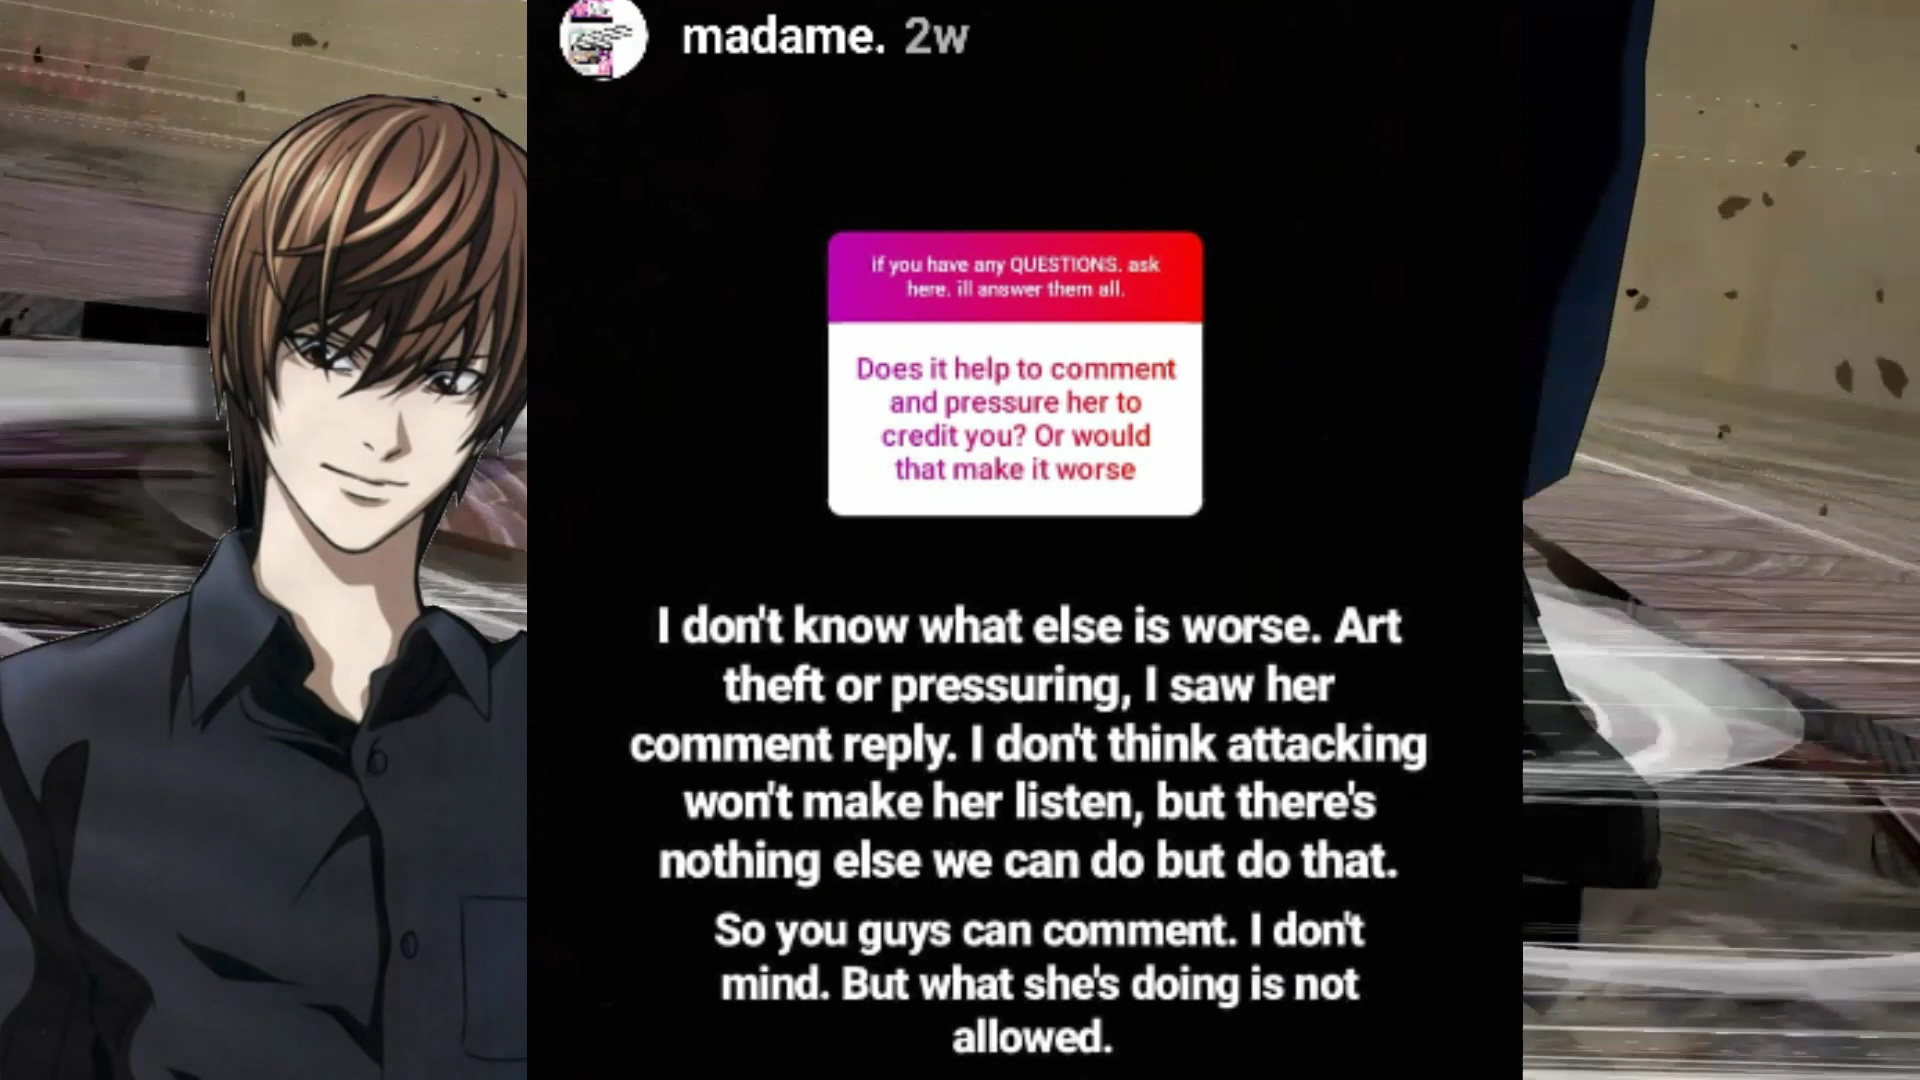 madame. 2w
if you have any QUESTIONS. ask
here. ill answer them all.
Does it help to comment
and pressure her to
credit you? Or would
that make it worse
I don't know what else is worse. Art
theft or pressuring, I saw her
comment reply. I don't think attacking
won't make her listen, but there's
nothing else we can do but do that.
So you guys can comment. I don't
mind. But what she's doing is not
allowed.